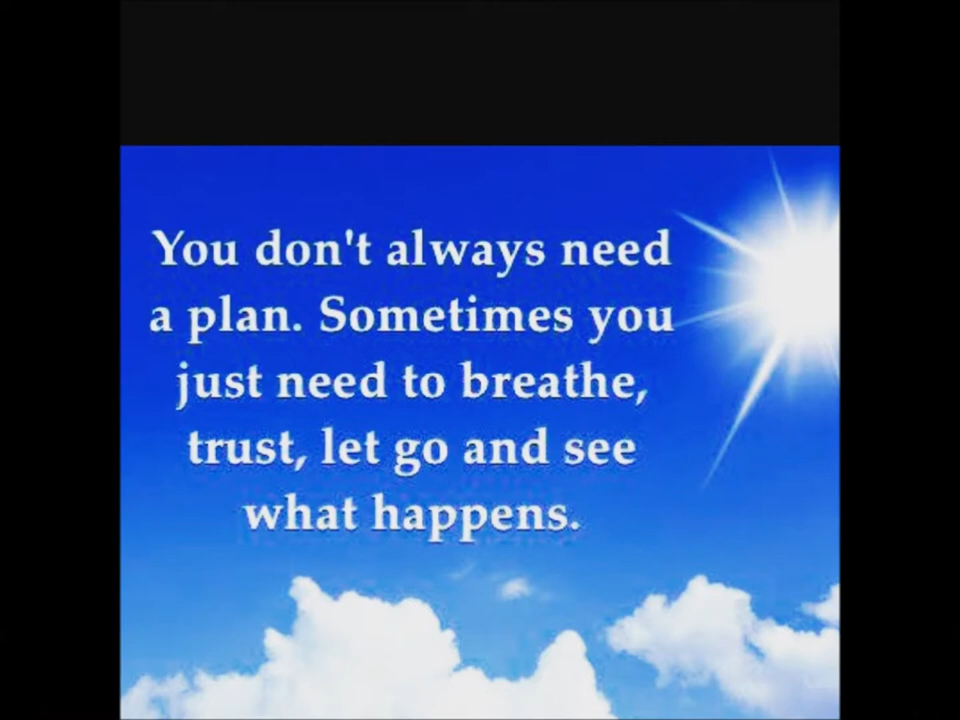 You don't always need
a plan. Sometimes you
just need to breathe,
trust, let go and see
what happens.